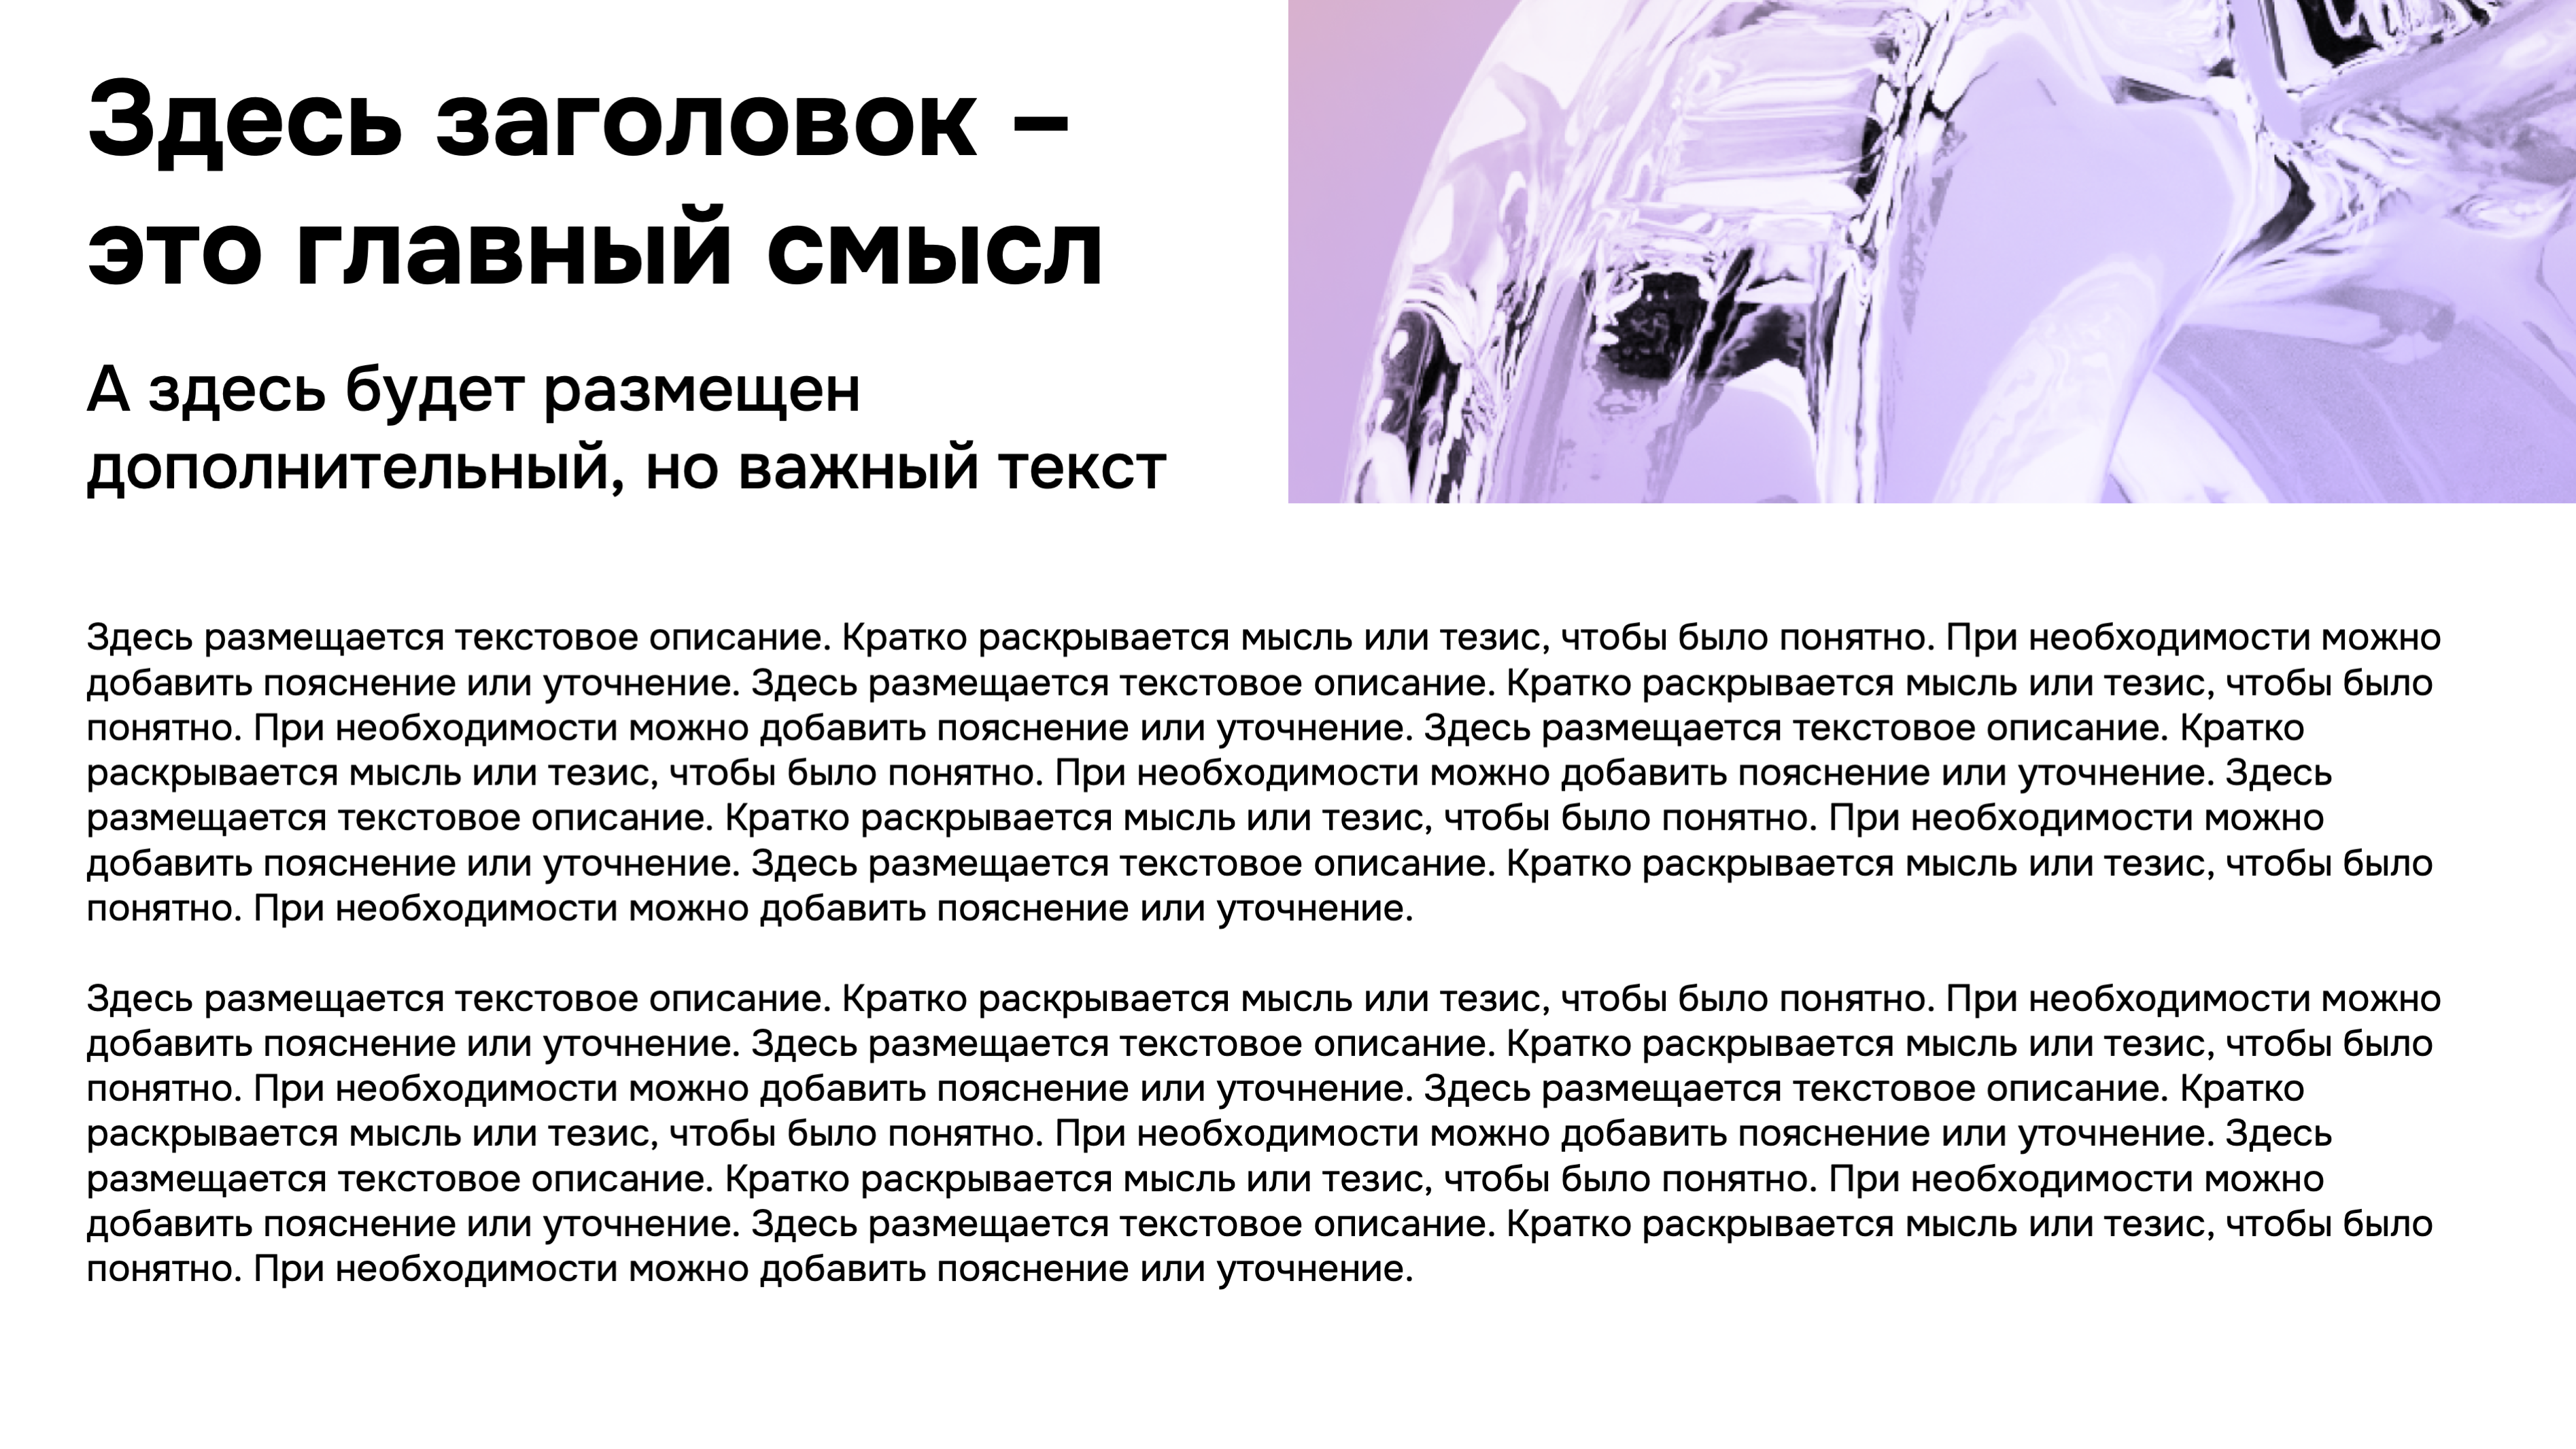 Здесь заголовок –
это главный смысл
А здесь будет размещен
дополнительный, но важный текст
Здесь размещается текстовое описание. Кратко раскрывается мысль или тезис, чтобы было понятно. При необходимости можно
добавить пояснение или уточнение. Здесь размещается текстовое описание. Кратко раскрывается мысль или тезис, чтобы было
понятно. При необходимости можно добавить пояснение или уточнение. Здесь размещается текстовое описание. Кратко
раскрывается мысль или тезис, чтобы было понятно. При необходимости можно добавить пояснение или уточнение. Здесь
размещается текстовое описание. Кратко раскрывается мысль или тезис, чтобы было понятно. При необходимости можно
добавить пояснение или уточнение. Здесь размещается текстовое описание. Кратко раскрывается мысль или тезис, чтобы было
понятно. При необходимости можно добавить пояснение или уточнение.
Здесь размещается текстовое описание. Кратко раскрывается мысль или тезис, чтобы было понятно. При необходимости можно
добавить пояснение или уточнение. Здесь размещается текстовое описание. Кратко раскрывается мысль или тезис, чтобы было
понятно. При необходимости можно добавить пояснение или уточнение. Здесь размещается текстовое описание. Кратко
раскрывается мысль или тезис, чтобы было понятно. При необходимости можно добавить пояснение или уточнение. Здесь
размещается текстовое описание. Кратко раскрывается мысль или тезис, чтобы было понятно. При необходимости можно
добавить пояснение или уточнение. Здесь размещается текстовое описание. Кратко раскрывается мысль или тезис, чтобы было
понятно. При необходимости можно добавить пояснение или уточнение.